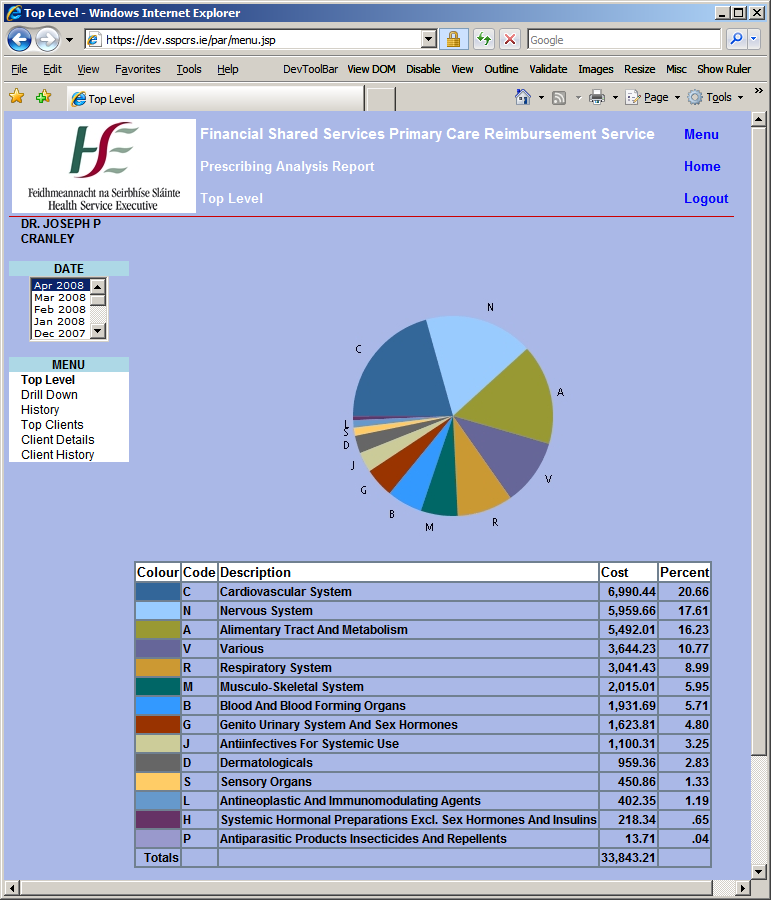 Top Level - Windows Internet Explorer
https://dev.sspcrs.ie/par/menu.jsp
Google
File Edit View Favorites Tools Help DevToolBar View DOM Disable View Outline Validate Images Resize Misc Show Ruler
Top Level
Page Tools »
HSE
Feidhmeannacht na Seirbhíse Sláinte
Health Service Executive
Financial Shared Services Primary Care Reimbursement Service
Menu
Prescribing Analysis Report
Home
Top Level
Logout
DR. JOSEPH P
CRANLEY
DATE
Apr 2008
Mar 2008
Feb 2008
Jan 2008
Dec 2007
MENU
Top Level
Drill Down
History
Top Clients
Client Details
Client History
N
C
A
L
S
D
V
J
G
B
R
M
Colour Code Description Cost Percent
C Cardiovascular System 6,990.44 20.66
N Nervous System 5,959.66 17.61
A Alimentary Tract And Metabolism 5,492.01 16.23
V Various 3,644.23 10.77
R Respiratory System 3,041.43 8.99
M Musculo-Skeletal System 2,015.01 5.95
B Blood And Blood Forming Organs 1,931.69 5.71
G Genito Urinary System And Sex Hormones 1,623.81 4.80
J Antiinfectives For Systemic Use 1,100.31 3.25
D Dermatologicals 959.36 2.83
S Sensory Organs 450.86 1.33
L Antineoplastic And Immunomodulating Agents 402.35 1.19
H Systemic Hormonal Preparations Excl. Sex Hormones And Insulins 218.34 .65
P Antiparasitic Products Insecticides And Repellents 13.71 .04
Totals 33,843.21